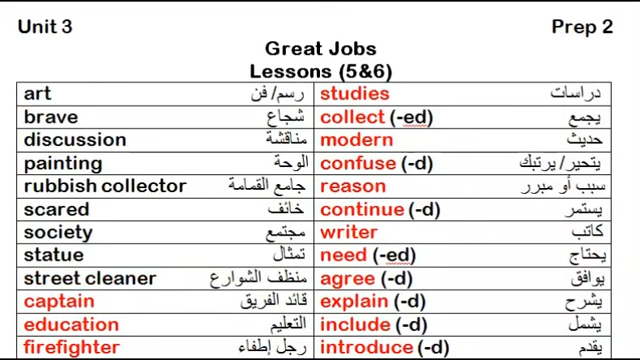 Unit 3 Prep 2
Great Jobs
Lessons (5&6)
art رسم/ فن studies دراسات
brave شجاع collect (-ed) يجمع
discussion مناقشة modern حديث
painting الوحة confuse (-d) يتحير/ يرتبك
rubbish collector جامع القمامة reason سبب أو مبرر
scared خائف continue (-d) يستمر
society مجتمع writer كاتب
statue تمثال need (-ed) يحتاج
street cleaner منظف الشوارع agree (-d) يوافق
captain قائد الفريق explain (-d) يشرح
education التعليم include (-d) يشمل
firefighter رجل إطفاء introduce (-d) يقدم